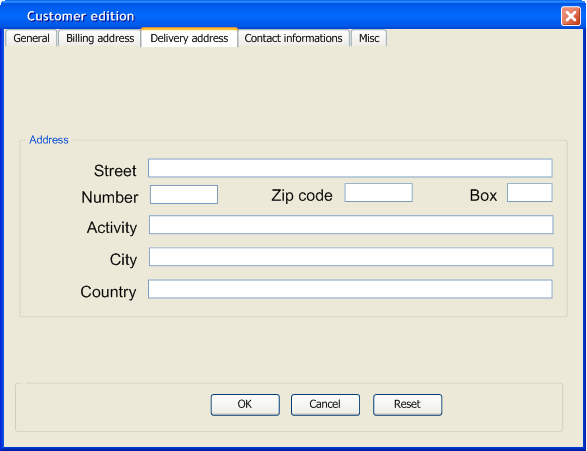 Customer edition
General Billing address Delivery address Contact informations Misc
Address
Street
Number Zip code Box
Activity
City
Country
OK Cancel Reset